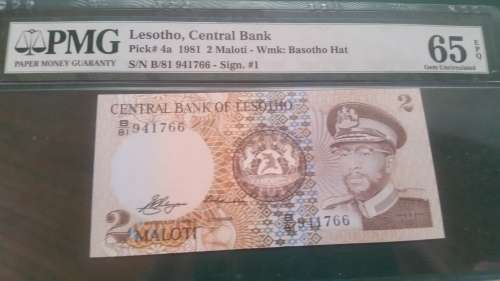 PMG
PAPER MONEY GUARANTY
Lesotho, Central Bank
Pick# 4a 1981 2 Maloti - Wmk: Basotho Hat
S/N B/81 941766 - Sign. #1
65 EPQ
Gem Uncirculated
CENTRAL BANK OF LESOTHO
2
B/81 941766
B/81 941766
2
MALOTI